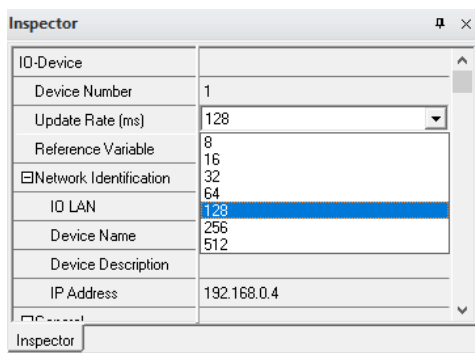 Inspector
IO-Device
Device Number 1
Update Rate (ms) 128
Reference Variable 8
16
Network Identification 32
64
IO LAN 128
Device Name 256
512
Device Description
IP Address 192.168.0.4
General
Inspector